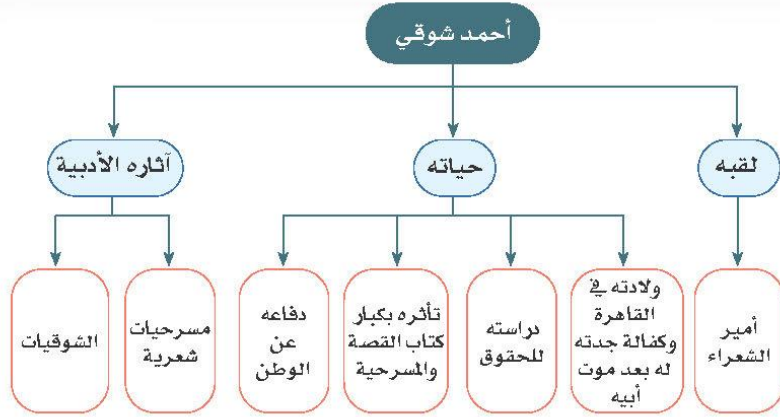 أحمد شوقي
لقبه
حياته
آثاره الأدبية
أمير
الشعراء
ولادته في
القاهرة
وكفالة جدته
له بعد موت
أبيه
دراسته
للحقوق
تأثره بكبار
كتاب القصة
والمسرحية
دفاعه
عن
الوطن
مسرحيات
شعرية
الشوقيات